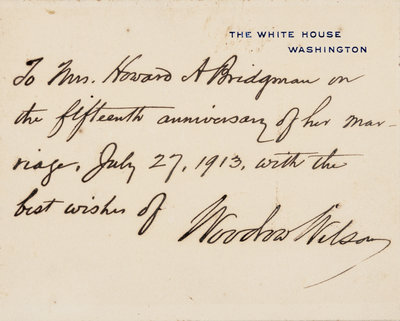 THE WHITE HOUSE
WASHINGTON
To Mrs. Howard A Bridgman on
the fifteenth anniversary of her mar-
riage, July 27, 1913, with the
best wishes of
Woodrow Wilson